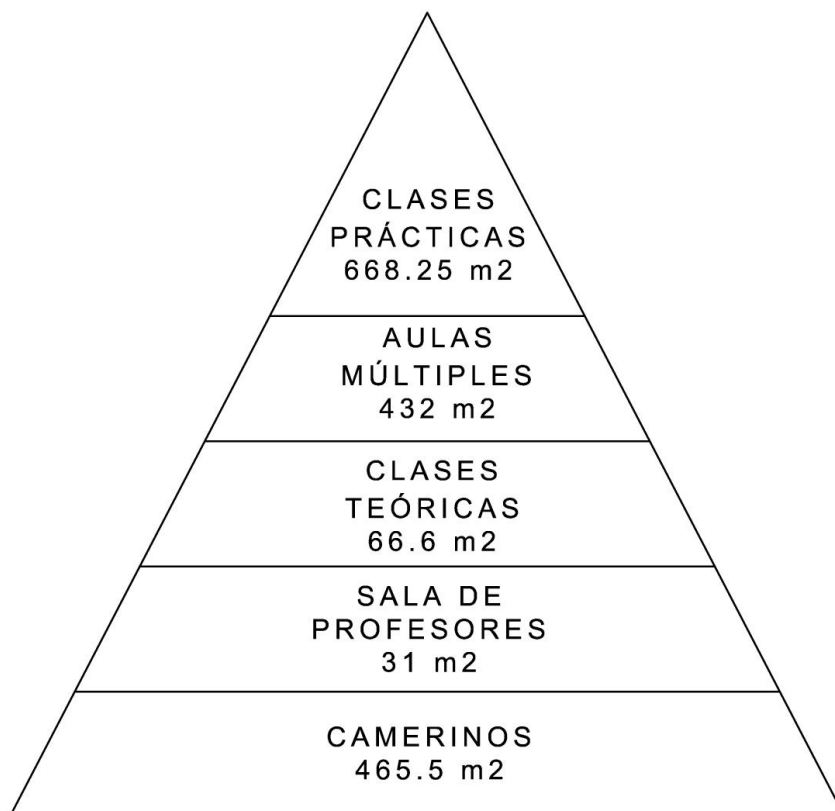 CLASES
PRÁCTICAS
668.25 m2
AULAS
MÚLTIPLES
432 m2
CLASES
TEÓRICAS
66.6 m2
SALA DE
PROFESORES
31 m2
CAMERINOS
465.5 m2